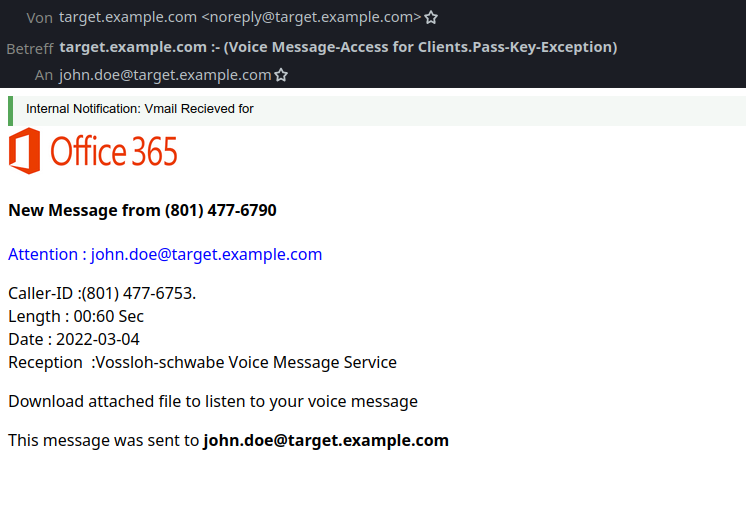 Von target.example.com <noreply@target.example.com>
Betreff target.example.com :- (Voice Message-Access for Clients.Pass-Key-Exception)
An john.doe@target.example.com
Internal Notification: Vmail Recieved for
Office 365
New Message from (801) 477-6790
Attention : john.doe@target.example.com
Caller-ID :(801) 477-6753.
Length : 00:60 Sec
Date : 2022-03-04
Reception :Vossloh-schwabe Voice Message Service
Download attached file to listen to your voice message
This message was sent to john.doe@target.example.com